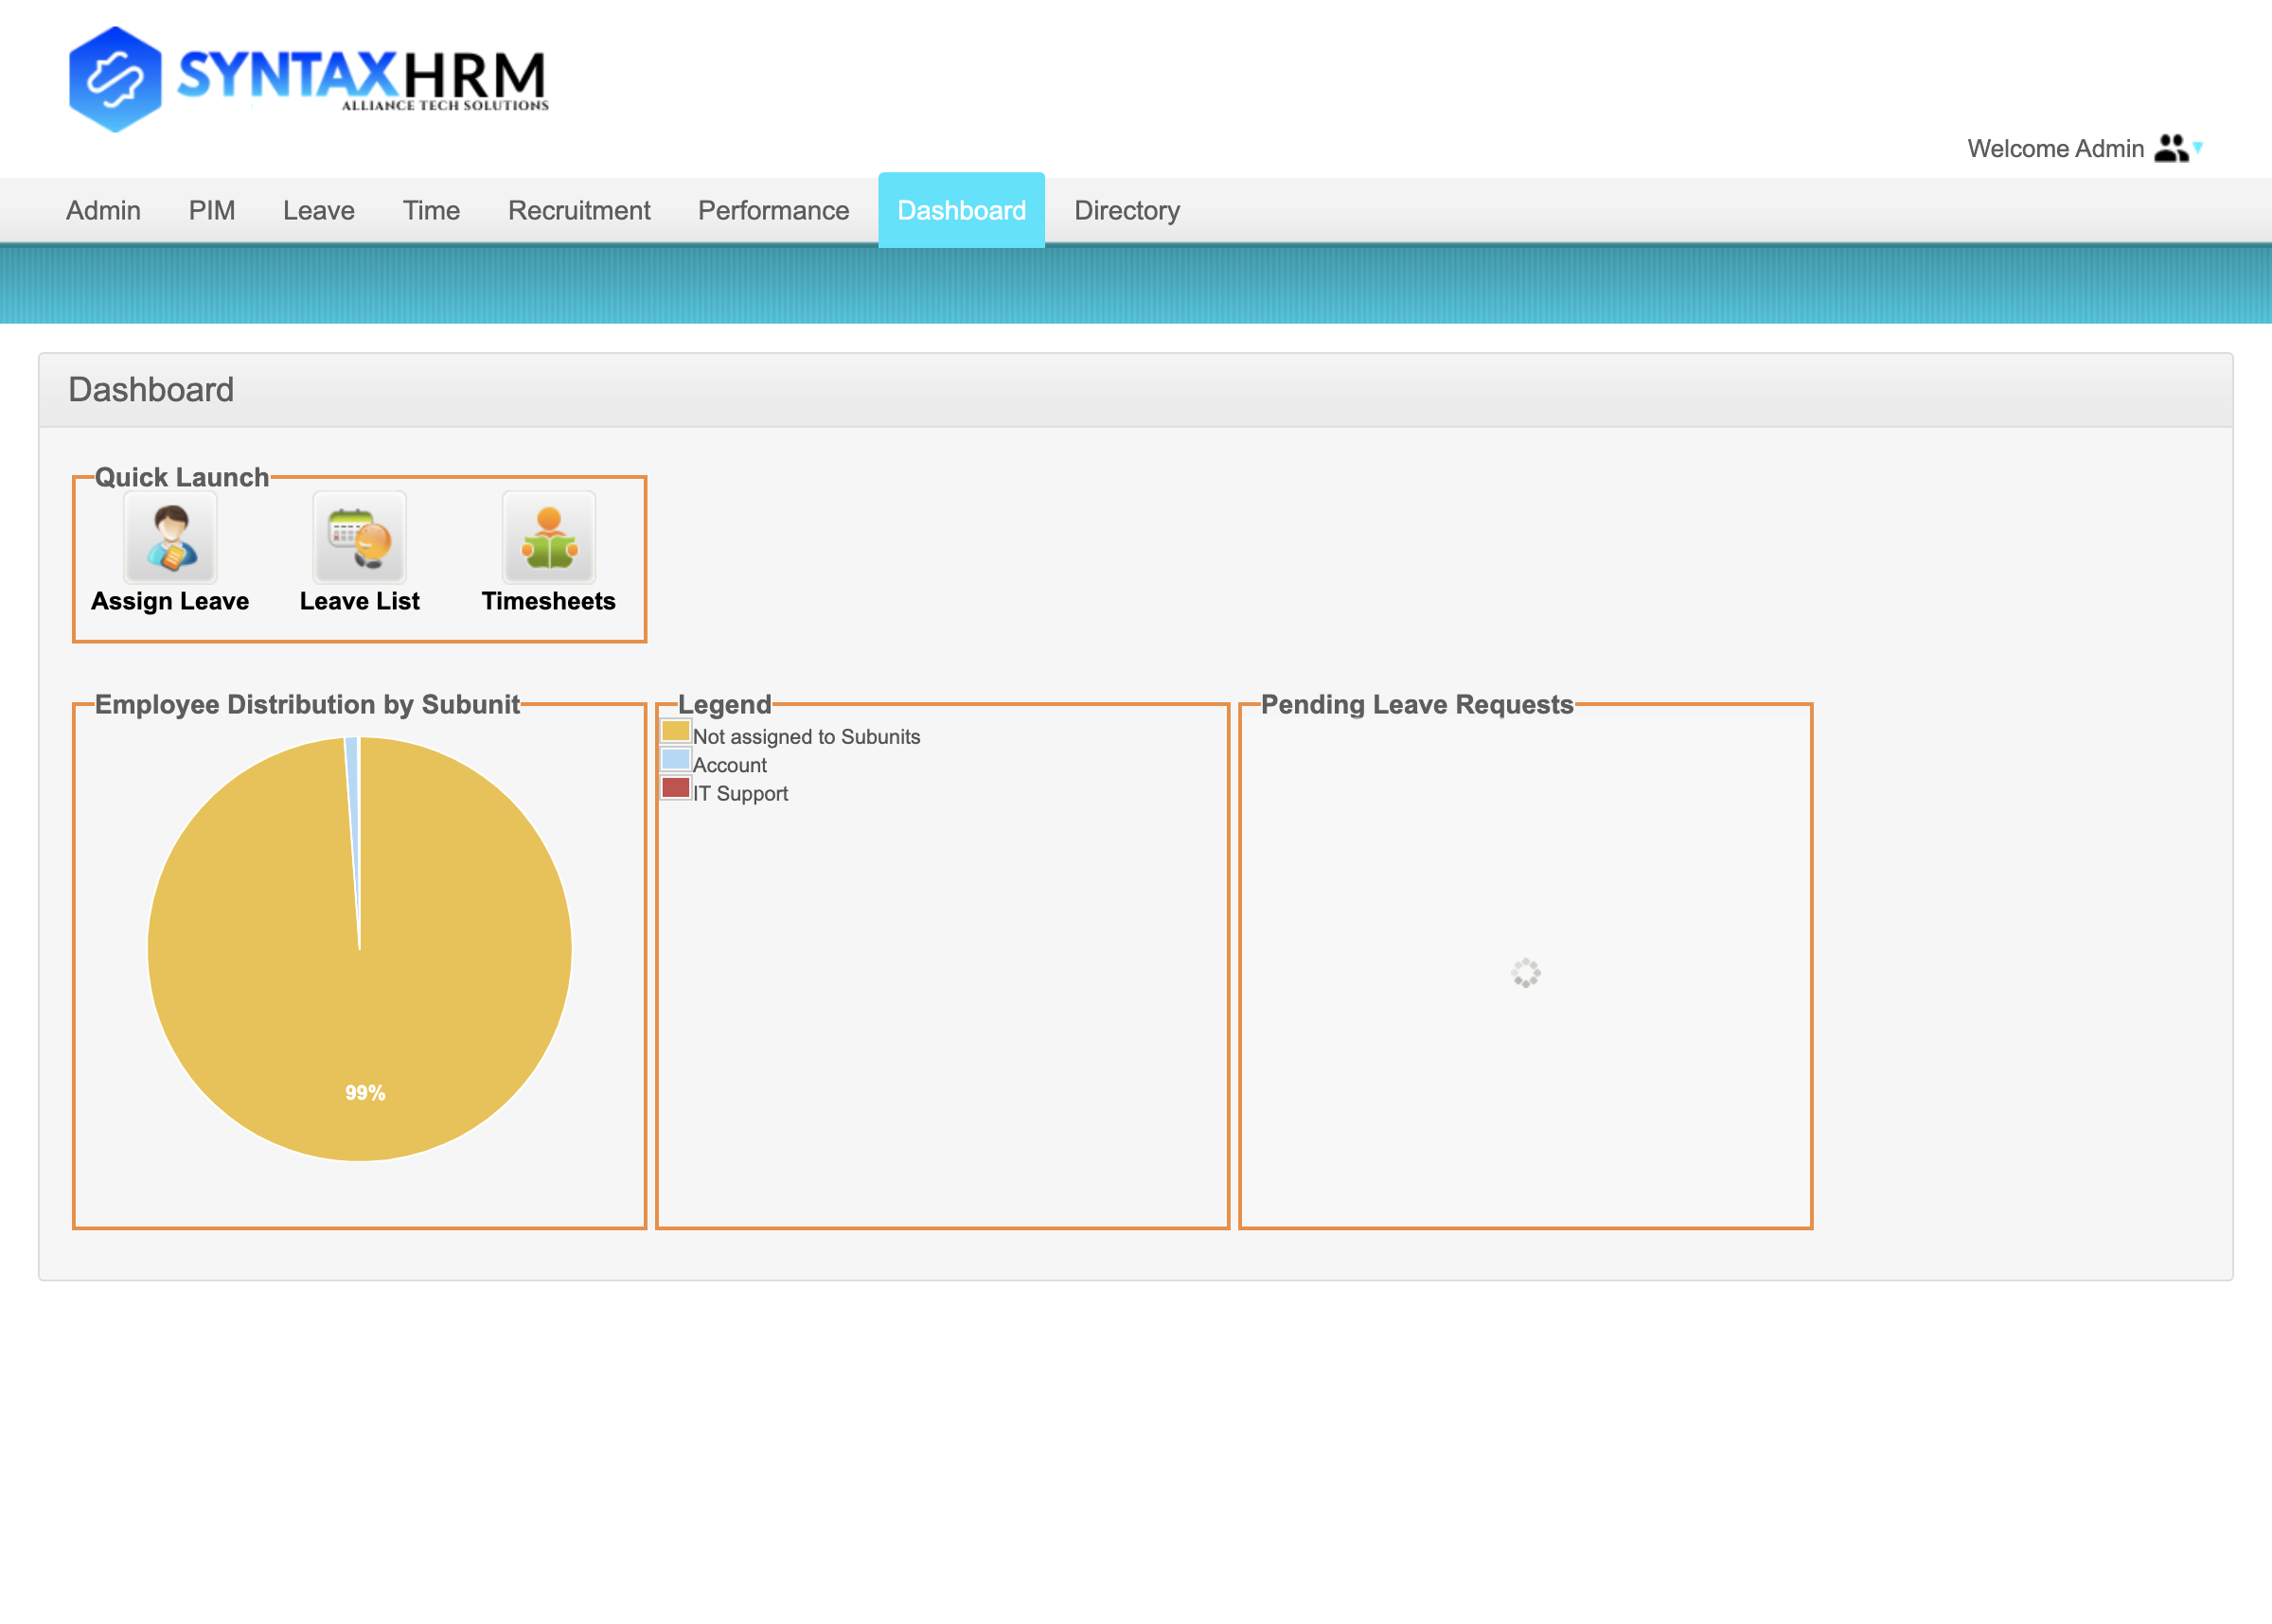 SYNTAXHRM
ALLIANCE TECH SOLUTIONS
Welcome Admin
Admin PIM Leave Time Recruitment Performance Dashboard Directory
Dashboard
Quick Launch
Assign Leave Leave List Timesheets
Employee Distribution by Subunit
99%
Legend
Not assigned to Subunits
Account
IT Support
Pending Leave Requests